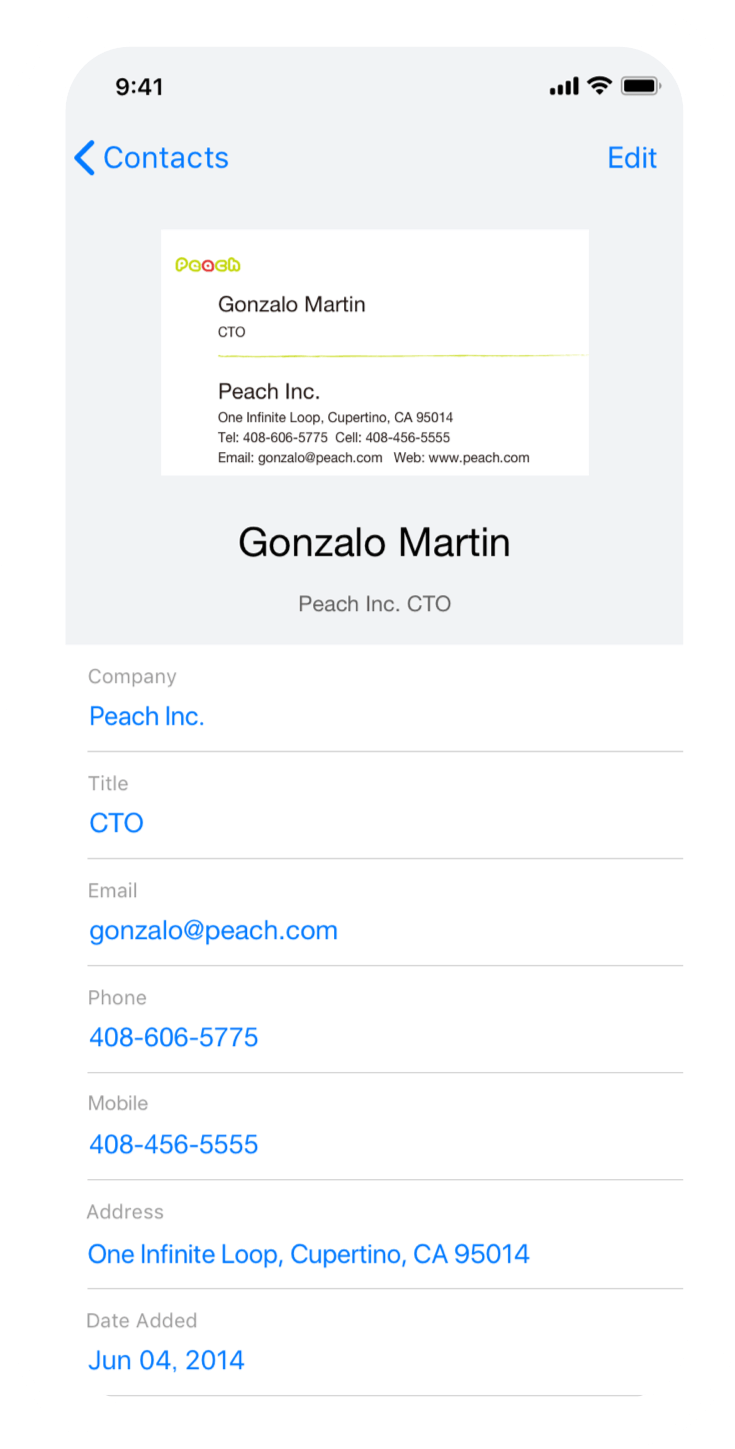 9:41
Contacts
Edit
Peach
Gonzalo Martin
CTO
Peach Inc.
One Infinite Loop, Cupertino, CA 95014
Tel: 408-606-5775 Cell: 408-456-5555
Email: gonzalo@peach.com Web: www.peach.com
Gonzalo Martin
Peach Inc. CTO
Company
Peach Inc.
Title
CTO
Email
gonzalo@peach.com
Phone
408-606-5775
Mobile
408-456-5555
Address
One Infinite Loop, Cupertino, CA 95014
Date Added
Jun 04, 2014